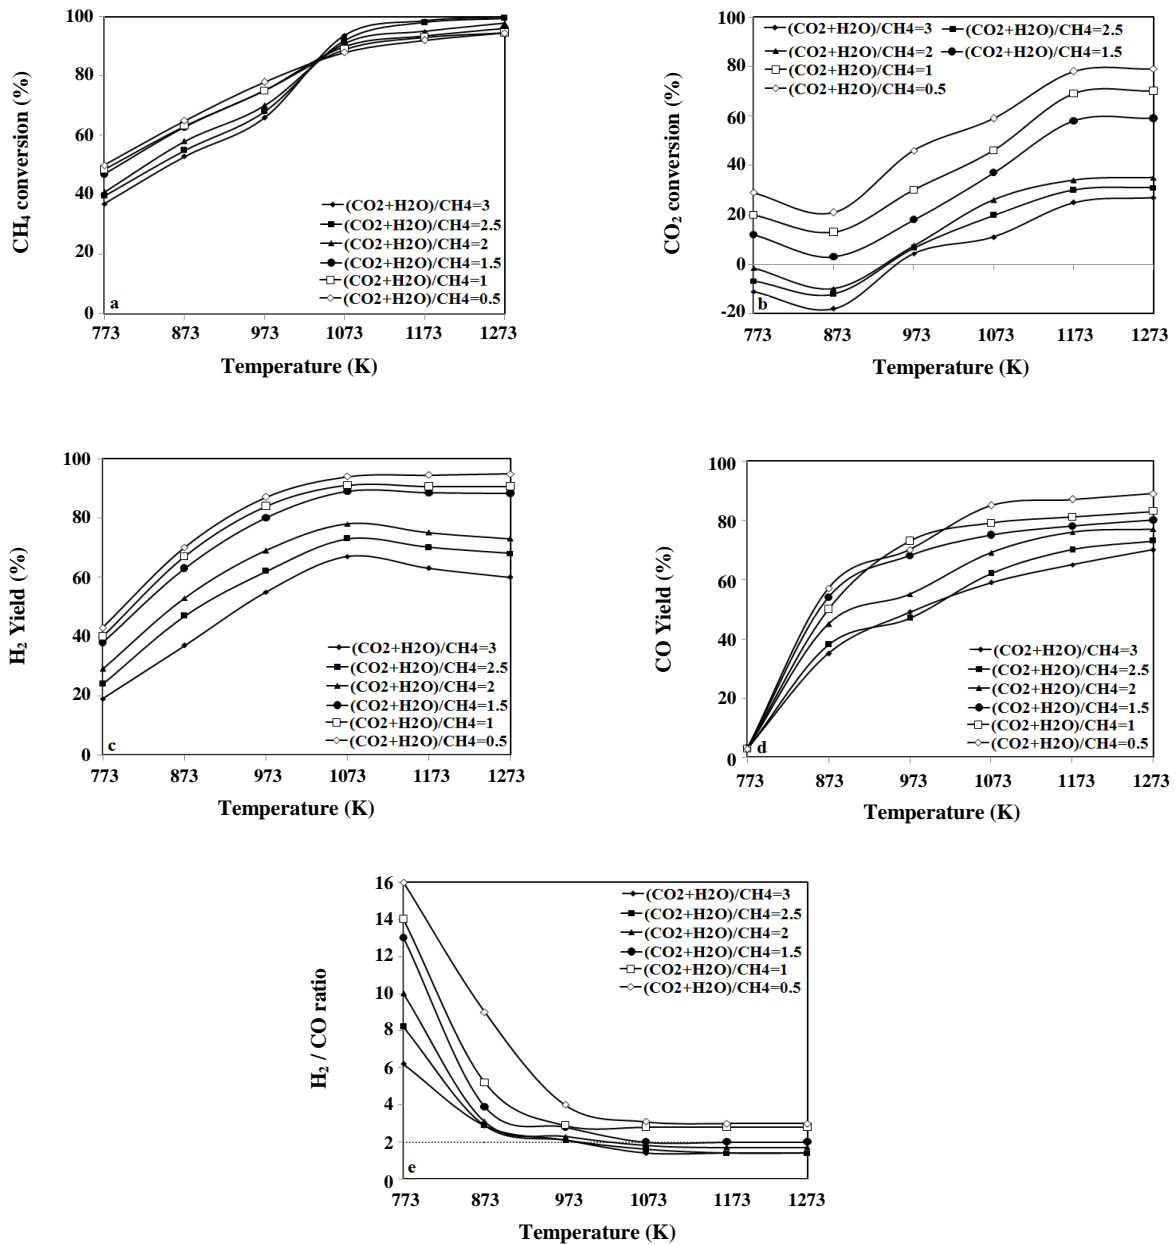 100
80
60
40
20
0
CH4 conversion (%)
(CO2+H2O)/CH4=3
(CO2+H2O)/CH4=2.5
(CO2+H2O)/CH4=2
(CO2+H2O)/CH4=1.5
(CO2+H2O)/CH4=1
(CO2+H2O)/CH4=0.5
a
773 873 973 1073 1173 1273
Temperature (K)
100
80
60
40
20
0
-20
CO2 conversion (%)
(CO2+H2O)/CH4=3
(CO2+H2O)/CH4=2.5
(CO2+H2O)/CH4=2
(CO2+H2O)/CH4=1.5
(CO2+H2O)/CH4=1
(CO2+H2O)/CH4=0.5
b
773 873 973 1073 1173 1273
Temperature (K)
100
80
60
40
20
0
H2 Yield (%)
(CO2+H2O)/CH4=3
(CO2+H2O)/CH4=2.5
(CO2+H2O)/CH4=2
(CO2+H2O)/CH4=1.5
(CO2+H2O)/CH4=1
(CO2+H2O)/CH4=0.5
c
773 873 973 1073 1173 1273
Temperature (K)
100
80
60
40
20
0
CO Yield (%)
(CO2+H2O)/CH4=3
(CO2+H2O)/CH4=2.5
(CO2+H2O)/CH4=2
(CO2+H2O)/CH4=1.5
(CO2+H2O)/CH4=1
(CO2+H2O)/CH4=0.5
d
773 873 973 1073 1173 1273
Temperature (K)
16
14
12
10
8
6
4
2
0
H2 / CO ratio
(CO2+H2O)/CH4=3
(CO2+H2O)/CH4=2.5
(CO2+H2O)/CH4=2
(CO2+H2O)/CH4=1.5
(CO2+H2O)/CH4=1
(CO2+H2O)/CH4=0.5
e
773 873 973 1073 1173 1273
Temperature (K)